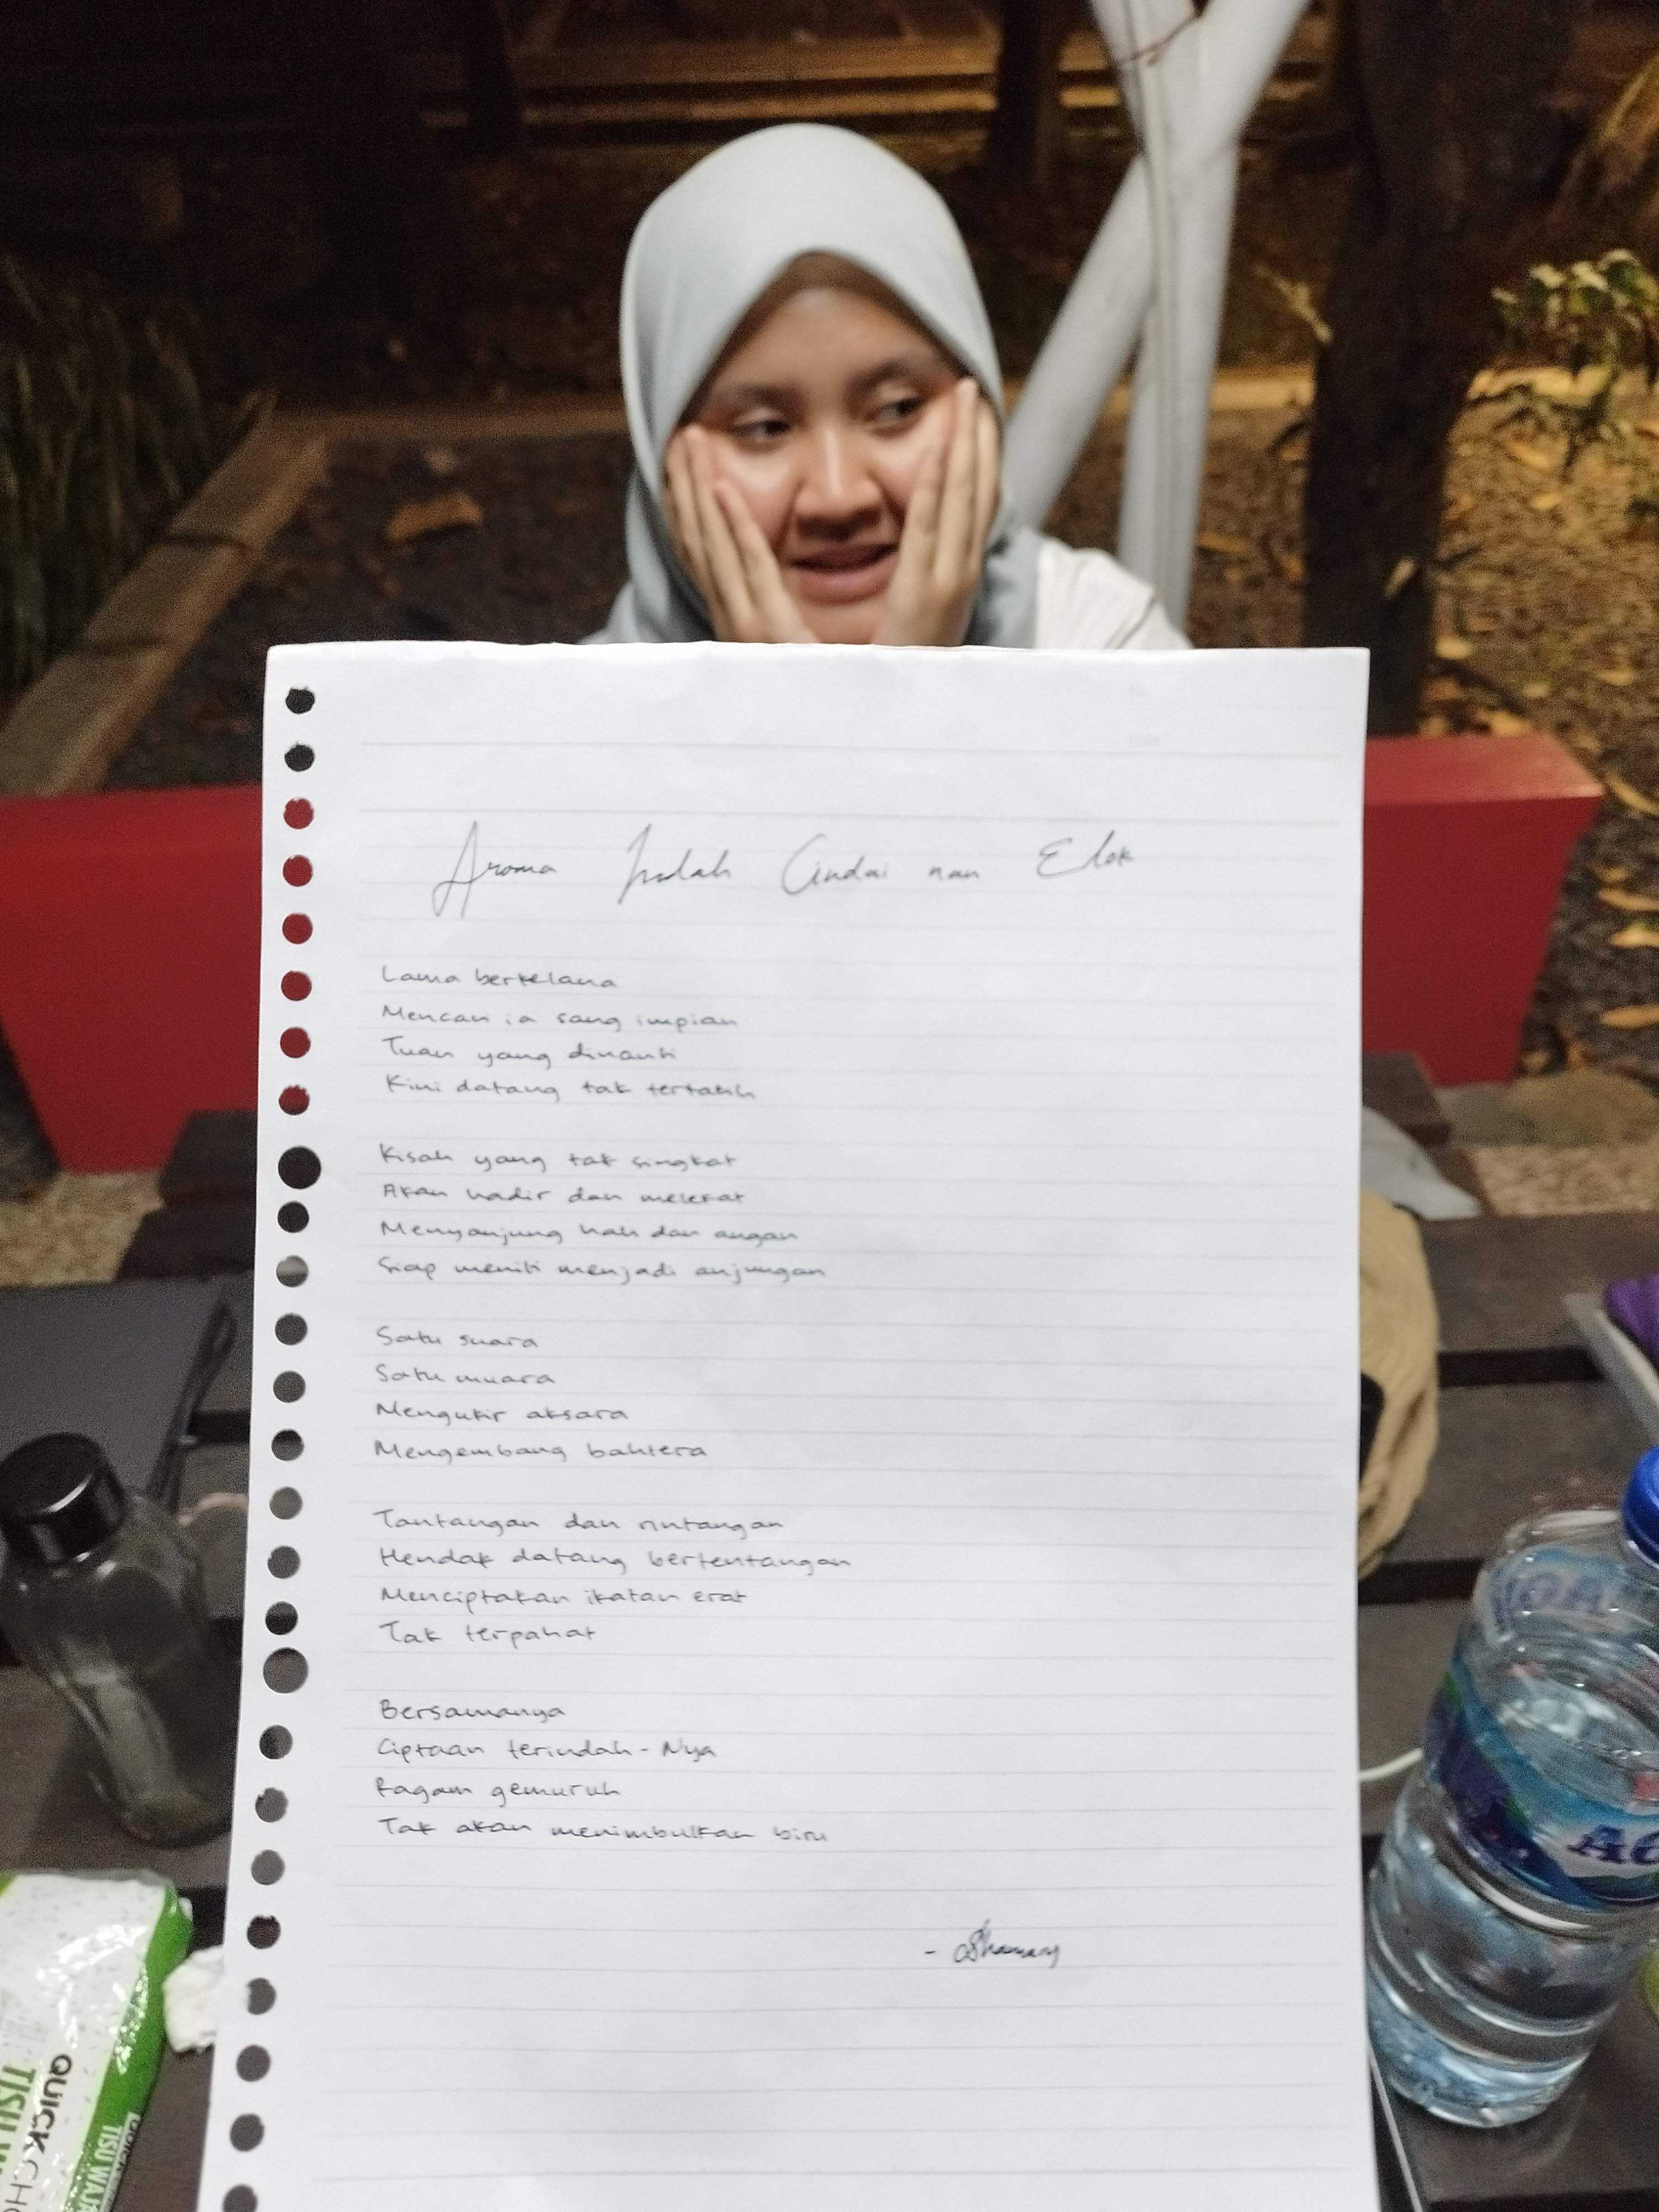 Aroma Indah Cindai nan Elok
Lama berkelana
Mencari ia sang impian
Tuan yang dinanti
Kini datang tak tertatih
Kisah yang tak singkat
Akan hadir dan melekat
Menyanjung hati dan angan
Siap meniti menjadi anjungan
Satu suara
Satu muara
Mengukir aksara
Mengembang bahtera
Tantangan dan rintangan
Hendak datang bertentangan
Menciptakan ikatan erat
Tak terpahat
Bersamanya
Ciptaan terindah-Nya
Ragam gemuruh
Tak akan menimbulkan biru
QUICK
TISU
TISU WAJA